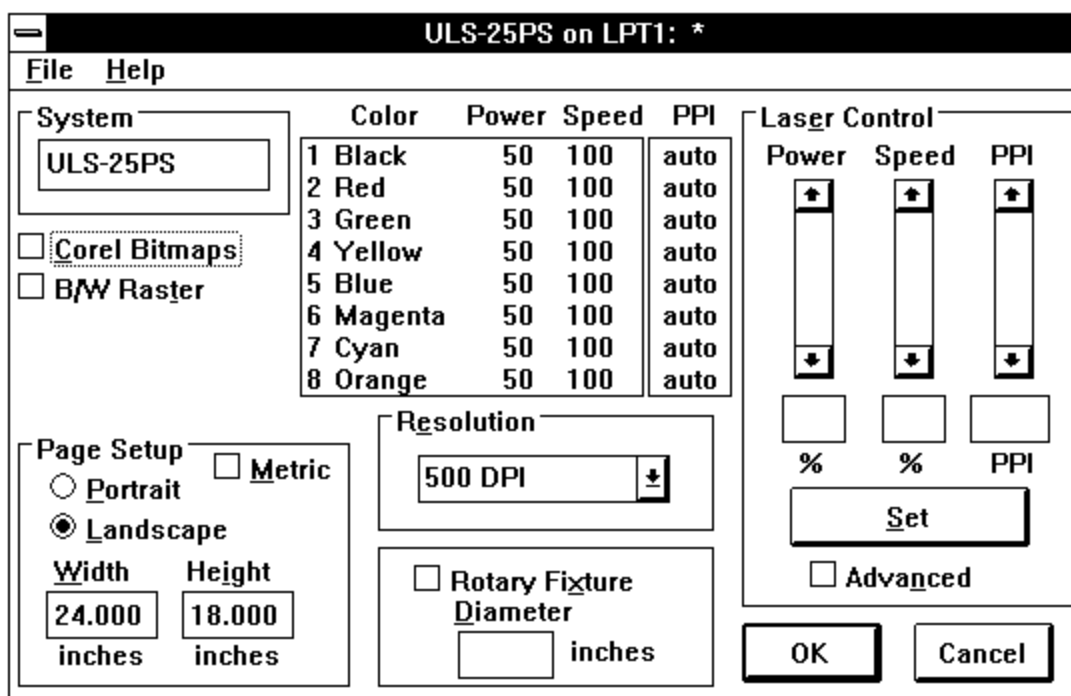 ULS-25PS on LPT1: *
File Help
System
ULS-25PS
Corel Bitmaps
B/W Raster
Color Power Speed PPI
1 Black 50 100 auto
2 Red 50 100 auto
3 Green 50 100 auto
4 Yellow 50 100 auto
5 Blue 50 100 auto
6 Magenta 50 100 auto
7 Cyan 50 100 auto
8 Orange 50 100 auto
Laser Control
Power Speed PPI
% % PPI
Set
Advanced
Page Setup
Metric
Portrait
Landscape
Width Height
24.000 18.000
inches inches
Resolution
500 DPI
Rotary Fixture
Diameter
inches
OK Cancel